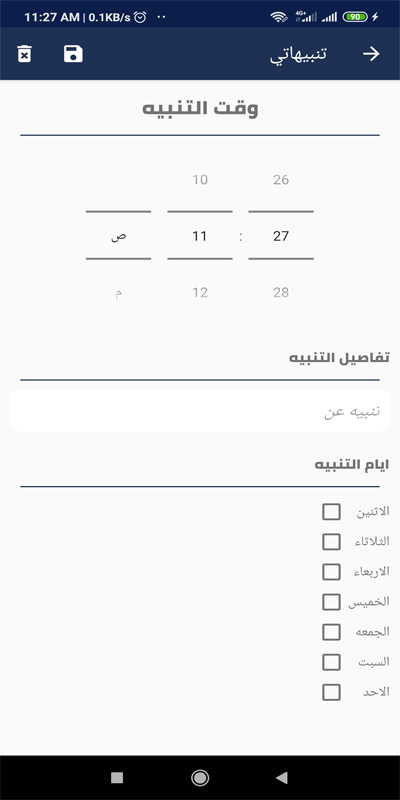 11:27 AM | 0.1KB/s
4G+
90
تنبيهاتي
وقت التنبيه
10 26
ص 11 : 27
م 12 28
تفاصيل التنبيه
تنبيه عن
ايام التنبيه
الاثنين
الثلاثاء
الاربعاء
الخميس
الجمعه
السبت
الاحد